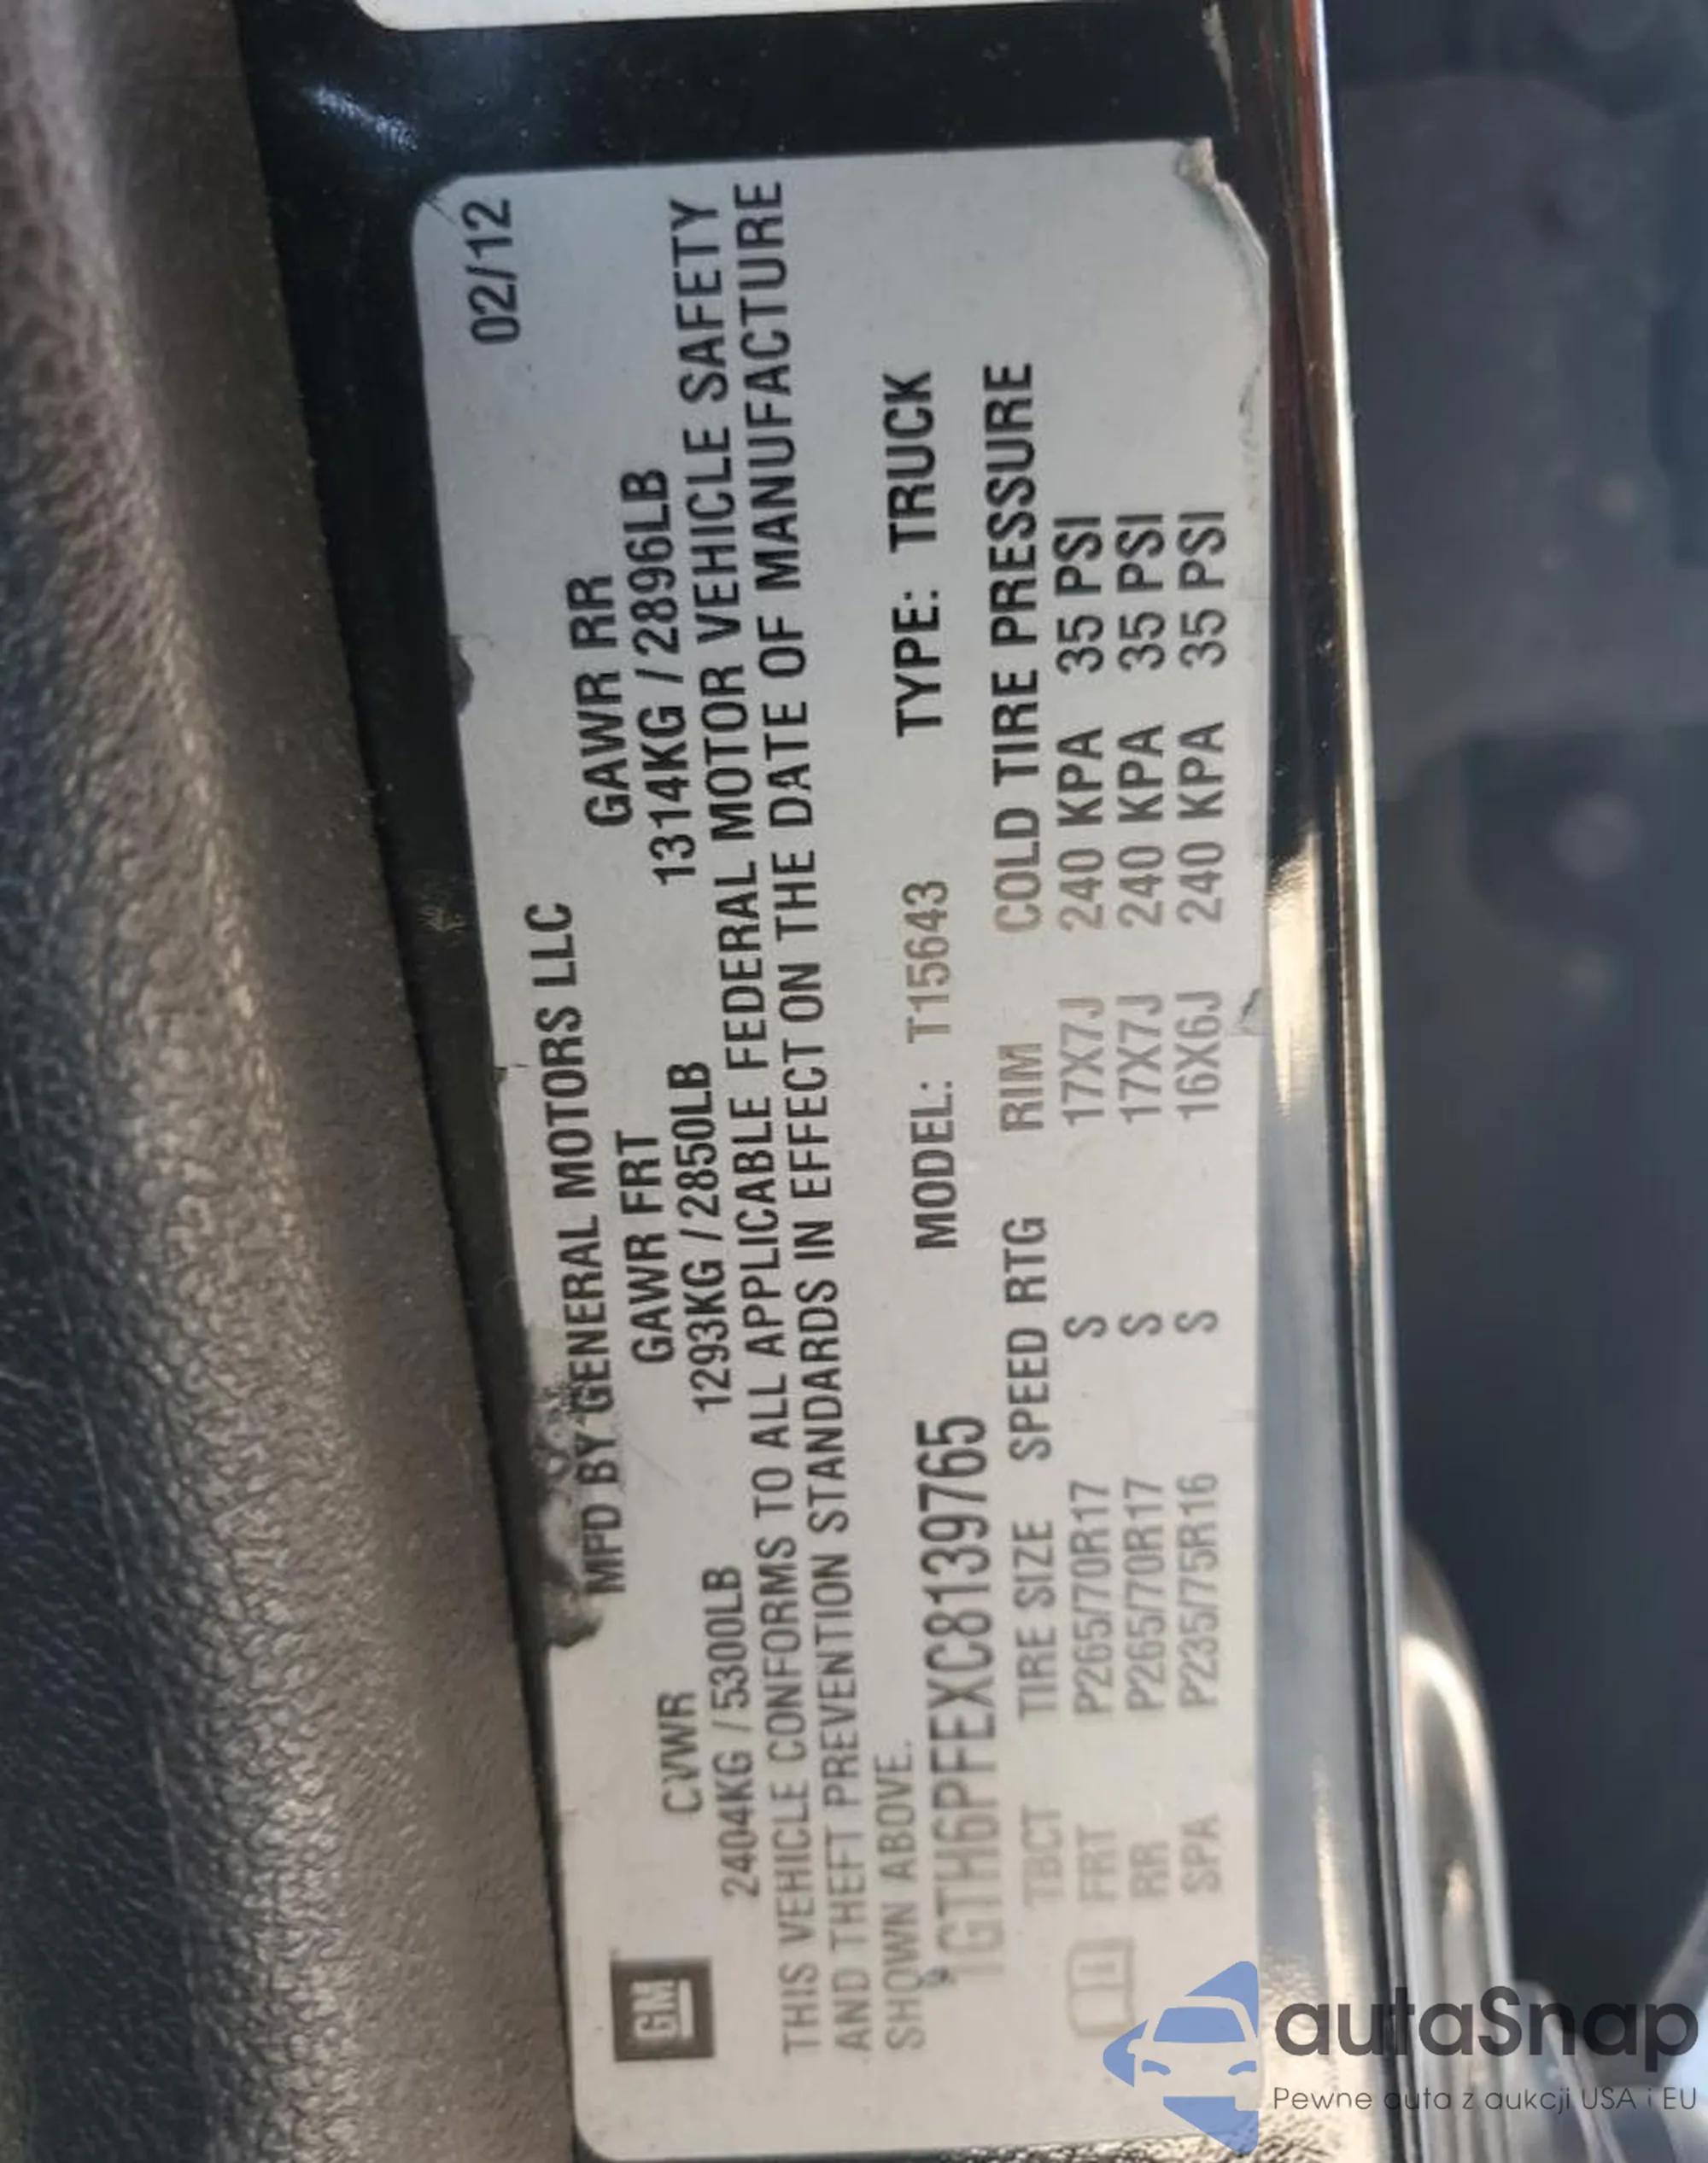 02/12
MFD BY GENERAL MOTORS LLC
GVWR GAWR FRT GAWR RR
2404KG / 5300LB 1293KG / 2850LB 1314KG / 2896LB
THIS VEHICLE CONFORMS TO ALL APPLICABLE FEDERAL MOTOR VEHICLE SAFETY
AND THEFT PREVENTION STANDARDS IN EFFECT ON THE DATE OF MANUFACTURE
SHOWN ABOVE.
1GTH6PFEXC8139765 MODEL: T15643 TYPE: TRUCK
TBCT TIRE SIZE SPEED RTG RIM COLD TIRE PRESSURE
FRT P265/70R17 S 17X7J 240 KPA 35 PSI
RR P265/70R17 S 17X7J 240 KPA 35 PSI
SPA P235/75R16 S 16X6J 240 KPA 35 PSI
GM
autaSnap
Pewne auta z aukcji USA i EU